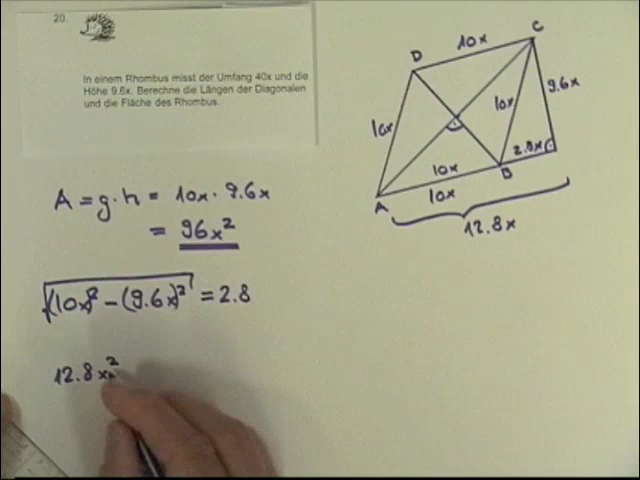 20.
In einem Rhombus misst der Umfang 40x und die
Höhe 9.6x. Berechne die Längen der Diagonalen
und die Fläche des Rhombus.
A = g·h = 10x · 9.6x
= 96x²
√(10x)² − (9.6x)² = 2.8
12.8x²
D
10x
C
10x
10x
9.6x
10x
2.8x
B
A
10x
12.8x